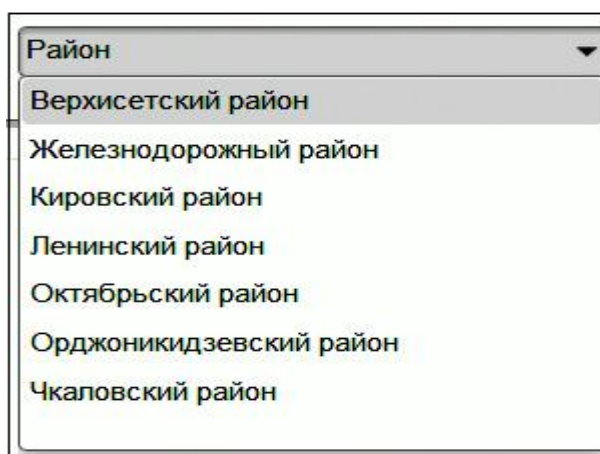 Район
Верхисетский район
Железнодорожный район
Кировский район
Ленинский район
Октябрьский район
Орджоникидзевский район
Чкаловский район